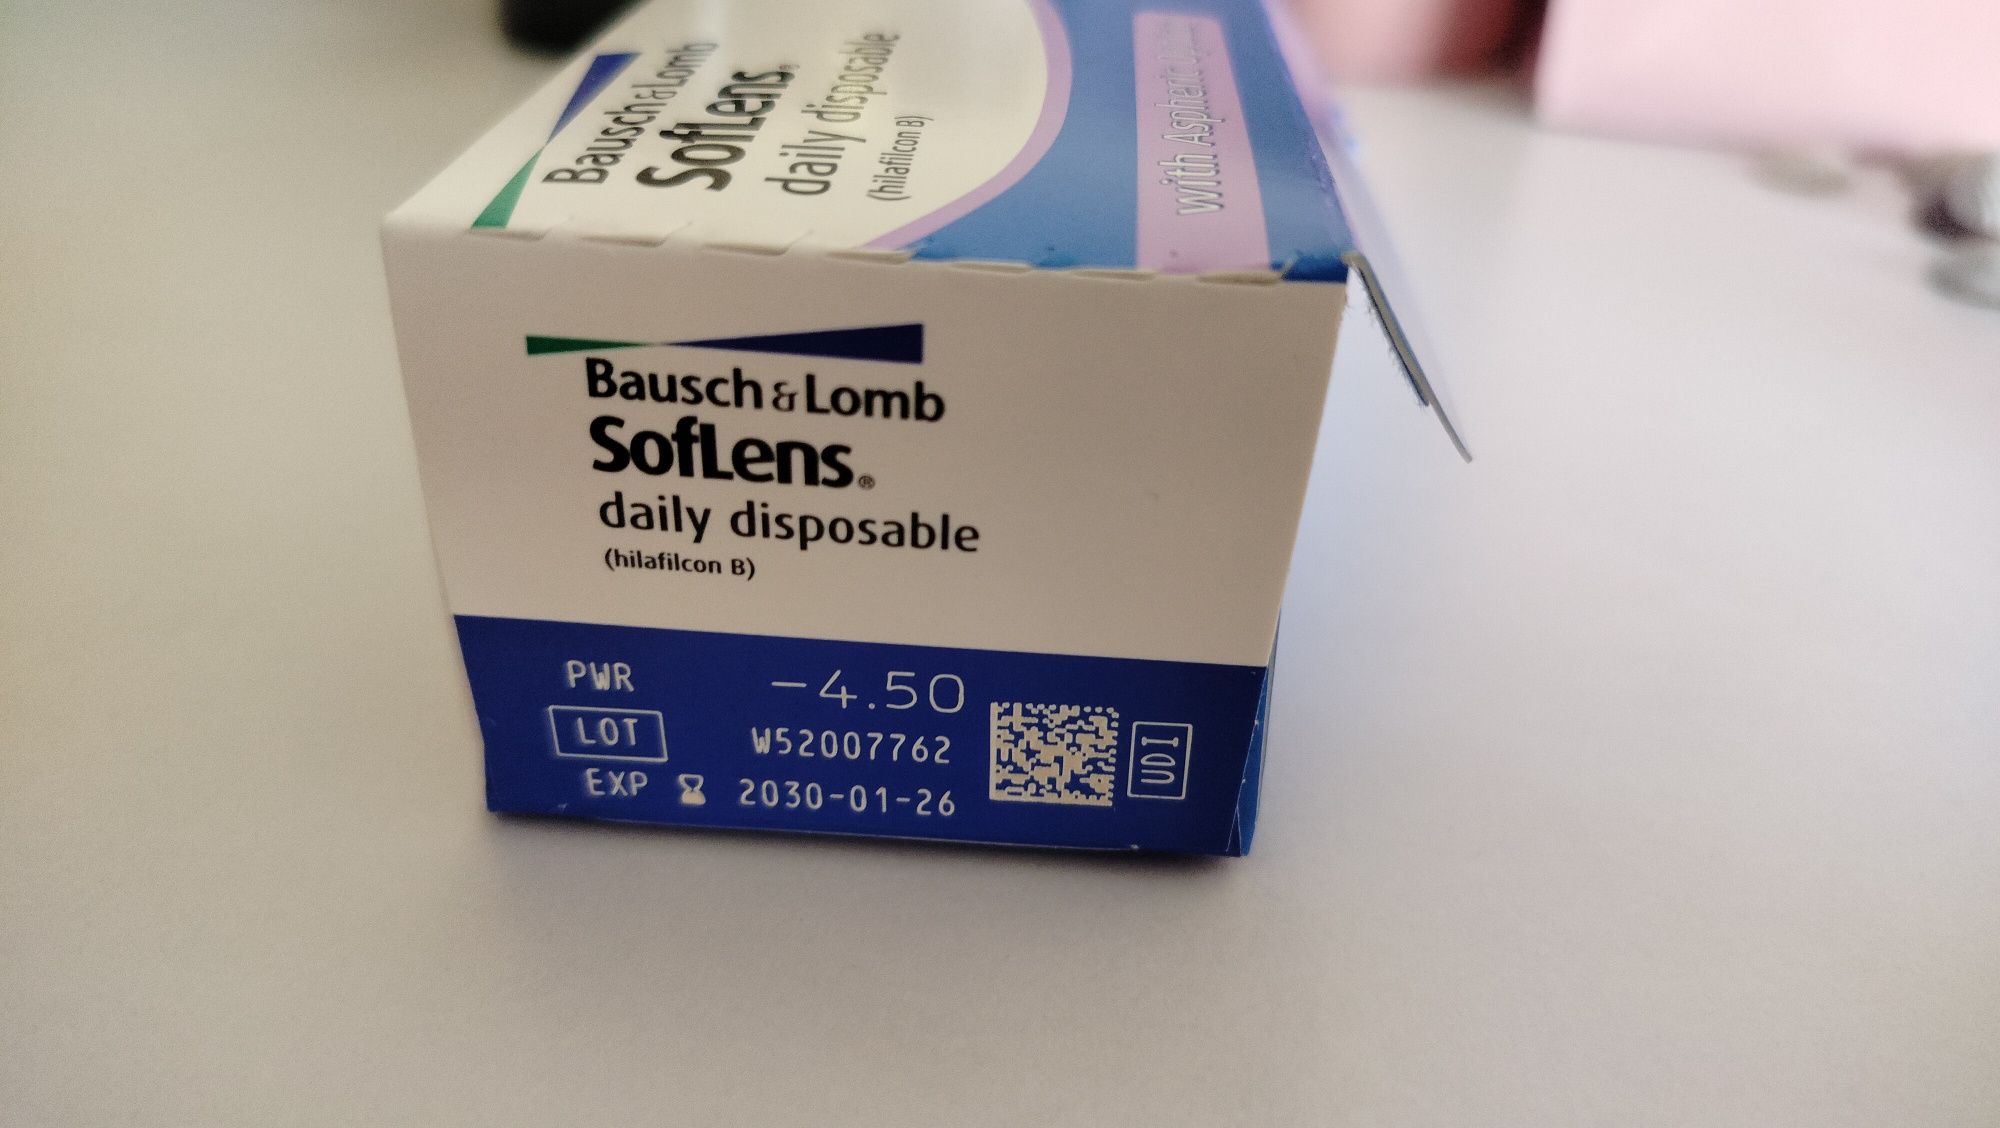 Bausch & Lomb
SofLens®
daily disposable
(hilafilcon B)
with Aspheric
Bausch & Lomb
SofLens®
daily disposable
(hilafilcon B)
PWR -4.50
LOT W52007762
EXP 2030-01-26
UDI